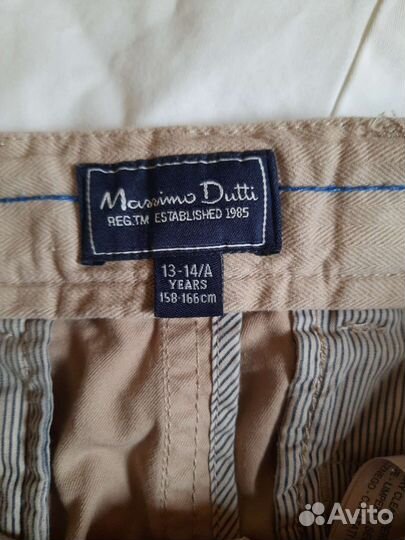 Massimo Dutti
REG.TM ESTABLISHED 1985
13-14/A
YEARS
158-166cm
Avito